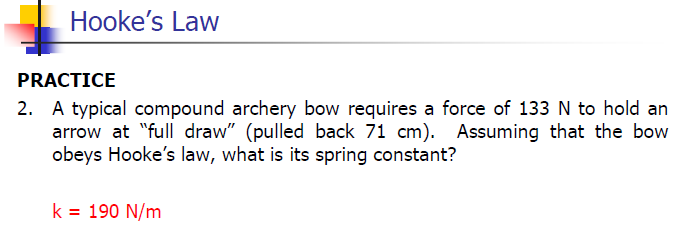 Hooke’s Law
PRACTICE
2. A typical compound archery bow requires a force of 133 N to hold an
arrow at “full draw” (pulled back 71 cm). Assuming that the bow
obeys Hooke’s law, what is its spring constant?
k = 190 N/m